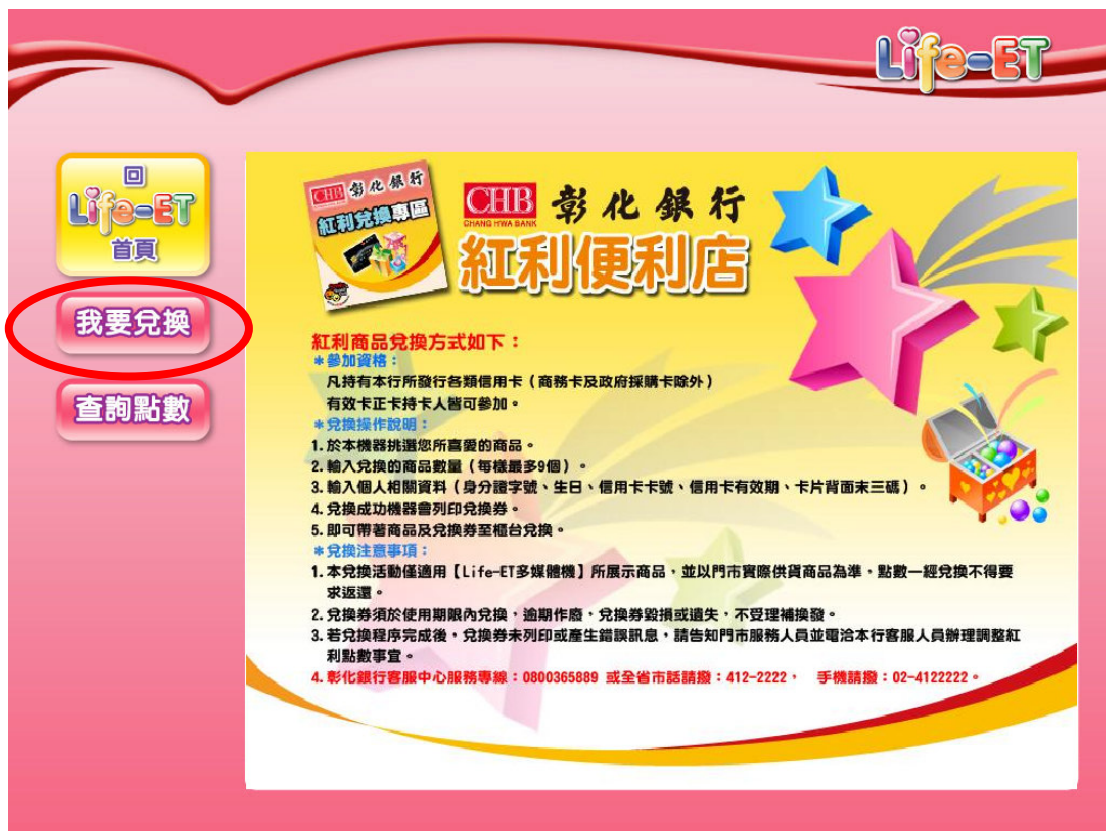 Life-ET
回
Life-ET
首頁
我要兌換
查詢點數
CHB 彰化銀行
紅利兌換專區
CHB 彰化銀行
CHANG HWA BANK
紅利便利店
紅利商品兌換方式如下：
＊參加資格：
凡持有本行所發行各類信用卡（商務卡及政府採購卡除外）
有效卡正卡持卡人皆可參加。
＊兌換操作說明：
1.於本機器挑選您所喜愛的商品。
2.輸入兌換的商品數量（每樣最多9個）。
3.輸入個人相關資料（身分證字號、生日、信用卡卡號、信用卡有效期、卡片背面末三碼）。
4.兌換成功機器會列印兌換券。
5.即可帶著商品及兌換券至櫃台兌換。
＊兌換注意事項：
1.本兌換活動僅適用【Life-ET多媒體機】所展示商品，並以門市實際供貨商品為準。點數一經兌換不得要
求返還。
2.兌換券須於使用期限內兌換，逾期作廢。兌換券毀損或遺失，不受理補換發。
3.若兌換程序完成後，兌換券未列印或產生錯誤訊息，請告知門市服務人員並電洽本行客服人員辦理調整紅
利點數事宜。
4.彰化銀行客服中心服務專線：0800365889 或全省市話請撥：412-2222， 手機請撥：02-4122222。